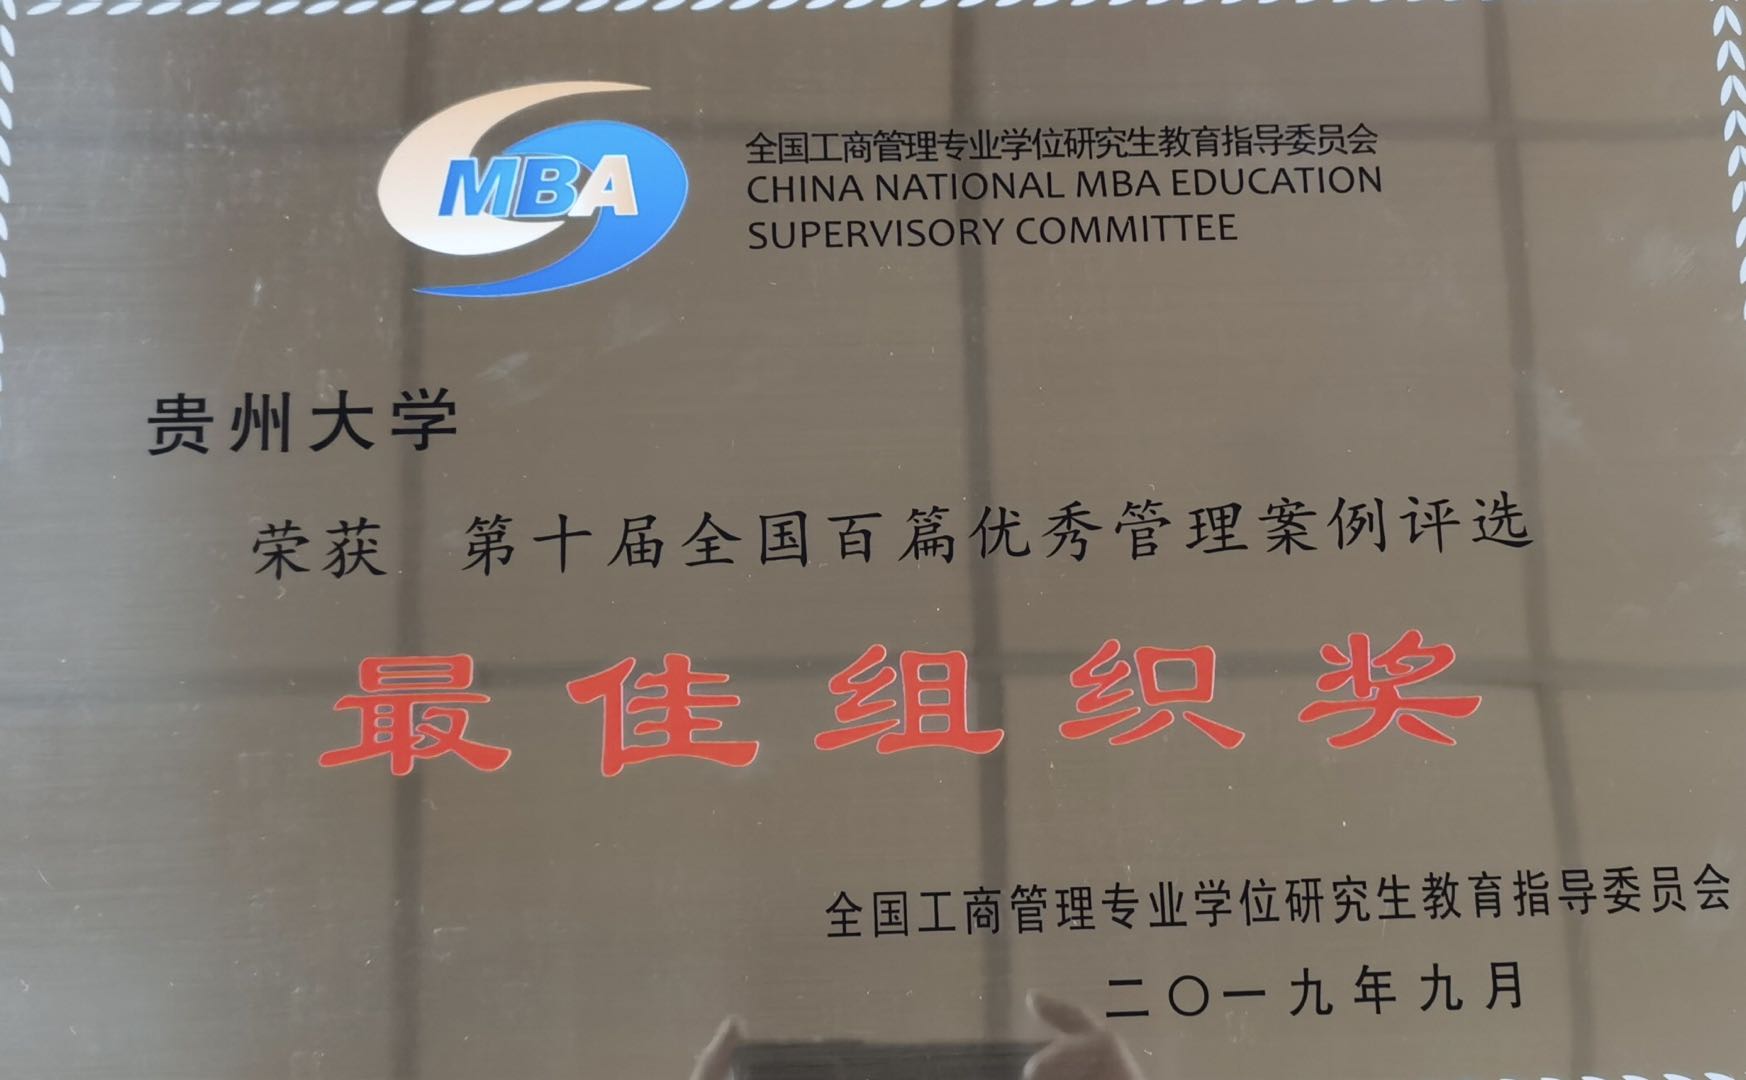 MBA
全国工商管理专业学位研究生教育指导委员会
CHINA NATIONAL MBA EDUCATION
SUPERVISORY COMMITTEE
贵州大学
荣获 第十届全国百篇优秀管理案例评选
最佳组织奖
全国工商管理专业学位研究生教育指导委员会
二〇一九年九月